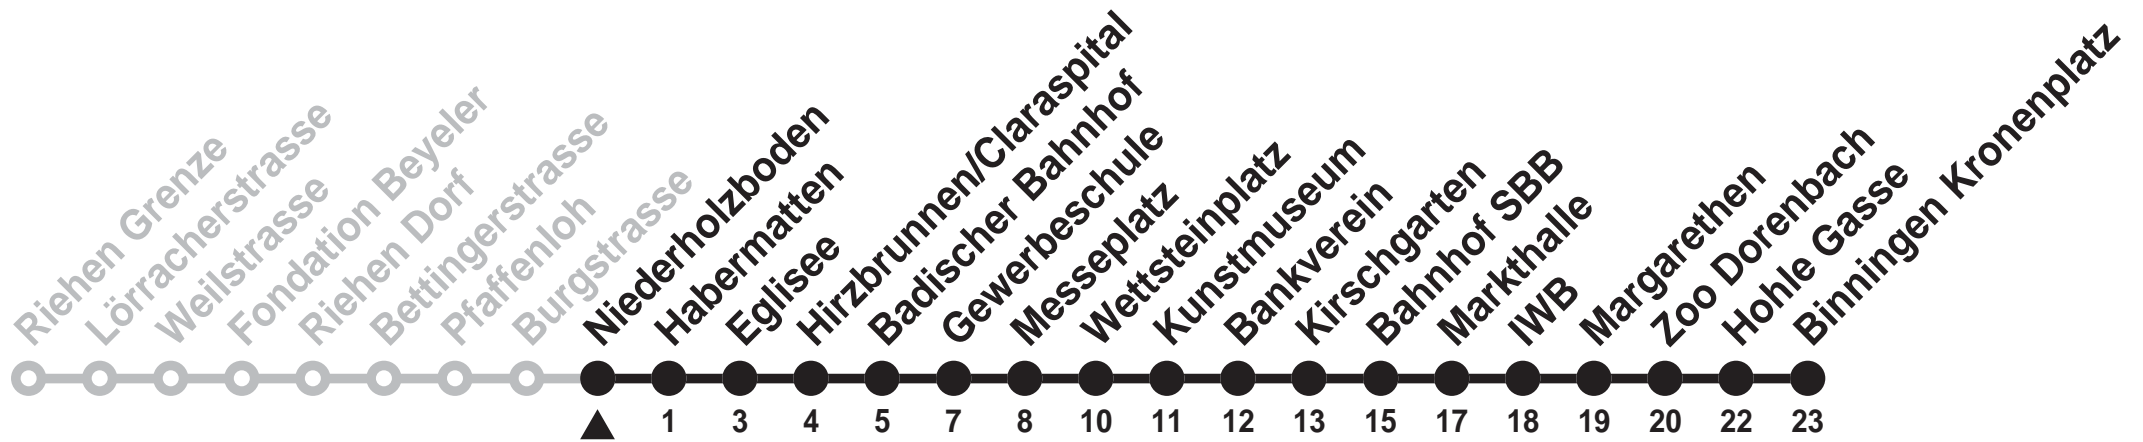 Riehen Grenze
Lörracherstrasse
Weilstrasse
Fondation Beyeler
Riehen Dorf
Bettingerstrasse
Pfaffenloh
Burgstrasse
Niederholzboden
Habermatten
Eglisee
Hirzbrunnen/Claraspital
Badischer Bahnhof
Gewerbeschule
Messeplatz
Wettsteinplatz
Kunstmuseum
Bankverein
Kirschgarten
Bahnhof SBB
Markthalle
IWB
Margarethen
Zoo Dorenbach
Hohle Gasse
Binningen Kronenplatz
1 3 4 5 7 8 10 11 12 13 15 17 18 19 20 22 23